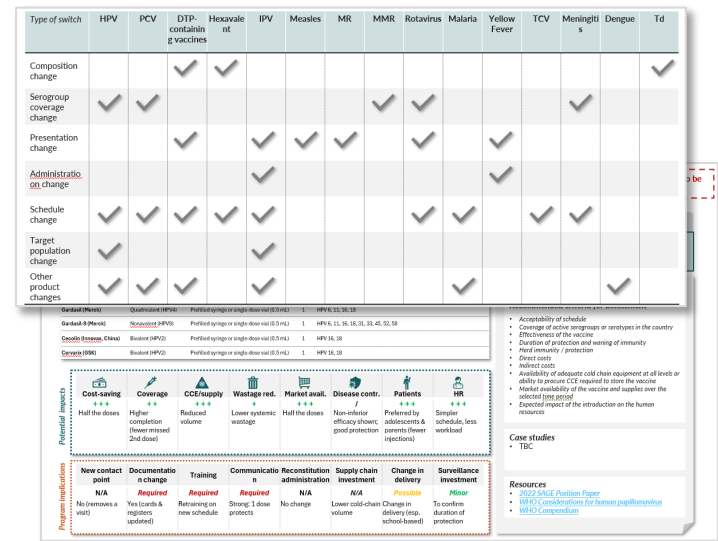 Type of switch HPV PCV DTP- Hexavale IPV Measles MR MMR Rotavirus Malaria Yellow TCV Meningiti Dengue Td
containin nt Fever s
g vaccines
Composition
change
Serogroup
coverage
change
Presentation
change
Administratio
on change
Schedule
change
Target
population
change
Other
product
changes
o be
Gardasil (Merck) Quadrivalent (HPV4) Prefilled syringe or single-dose vial (0.5 mL) 1 HPV 6, 11, 16, 18
Gardasil-9 (Merck) Nonavalent (HPV9) Prefilled syringe or single-dose vial (0.5 mL) 1 HPV 6, 11, 16, 18, 31, 33, 45, 52, 58
Cecolin (Innovax, China) Bivalent (HPV2) Prefilled syringe or single-dose vial (0.5 mL) 1 HPV 16, 18
Cervarix (GSK) Bivalent (HPV2) Prefilled syringe or single-dose vial (0.5 mL) 1 HPV 16, 18
Potential impacts
Cost-saving Coverage CCE/supply Wastage red. Market avail. Disease contr. Patients HR
+++ ++ +++ + +++ / +++ +++
Half the doses Higher Reduced Lower systemic Half the doses Non-inferior Preferred by Simpler
completion volume wastage efficacy shown; adolescents & schedule, less
(fewer missed good protection parents (fewer workload
2nd dose) injections)
Program implications
New contact Documentatio Training Communicatio Reconstitution Supply chain Change in Surveillance
point n change n administration investment delivery investment
N/A Required Required Required N/A N/A Possible Minor
No (removes a Yes (cards & Retraining on Strong: 1 dose No change Lower cold-chain Change in To confirm
visit) registers new schedule protects volume delivery (esp. duration of
updated) school-based) protection
• Acceptability of schedule
• Coverage of active serogroups or serotypes in the country
• Effectiveness of the vaccine
• Duration of protection and waning of immunity
• Herd immunity / protection
• Direct costs
• Indirect costs
• Availability of adequate cold chain equipment at all levels or
ability to procure CCE required to store the vaccine
• Market availability of the vaccine and supplies over the
selected time period
• Expected impact of the introduction on the human
resources
Case studies
• TBC
Resources
• 2022 SAGE Position Paper
• WHO Considerations for human papillomavirus
• WHO Compendium